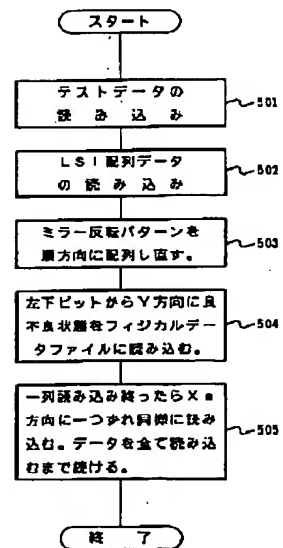 スタート
テストデータの
読み込み
501
LSI配列データ
の読み込み
502
ミラー反転パターンを
順方向に配列し直す。
503
左下ビットからY方向に良
不良状態をフィジカルデー
タファイルに読み込む。
504
一列読み込み終ったらX
方向に一つずれ同様に読み
込む。データを全て読み込
むまで続ける。
505
終了